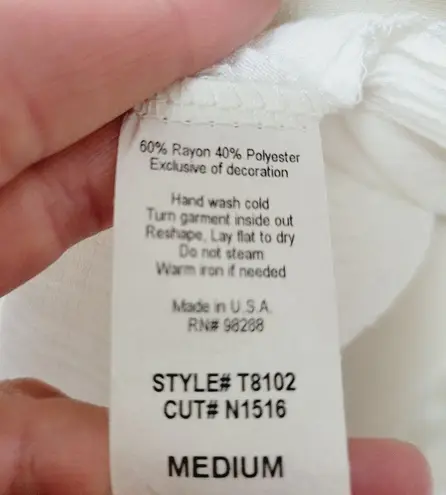 60% Rayon 40% Polyester
Exclusive of decoration
Hand wash cold
Turn garment inside out
Reshape, Lay flat to dry
Do not steam
Warm iron if needed
Made in U.S.A.
RN# 98288
STYLE# T8102
CUT# N1516
MEDIUM